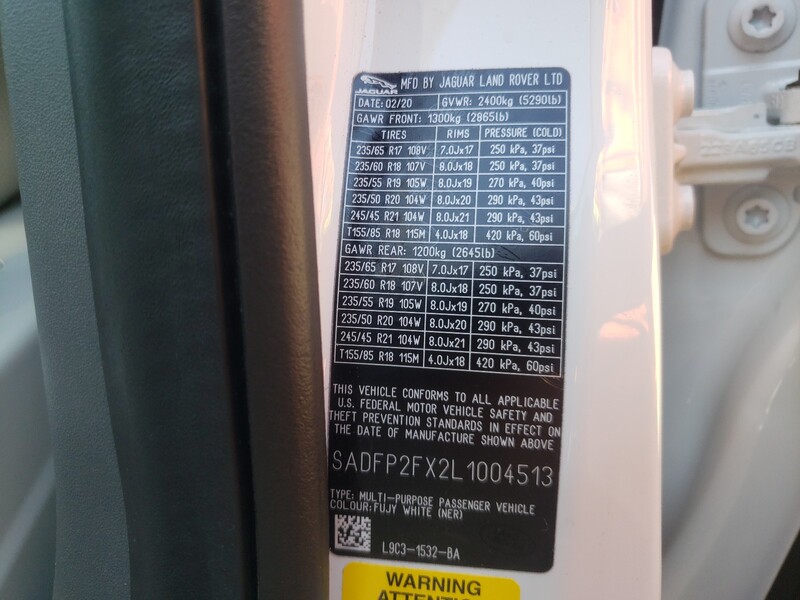 JAGUAR MFD BY JAGUAR LAND ROVER LTD
DATE: 02/20 GVWR: 2400kg (5290lb)
GAWR FRONT: 1300kg (2865lb)
TIRES RIMS PRESSURE (COLD)
235/65 R17 108V 7.0Jx17 250 kPa, 37psi
235/60 R18 107V 8.0Jx18 250 kPa, 37psi
235/55 R19 105W 8.0Jx19 270 kPa, 40psi
235/50 R20 104W 8.0Jx20 290 kPa, 43psi
245/45 R21 104W 8.0Jx21 290 kPa, 43psi
T155/85 R18 115M 4.0Jx18 420 kPa, 60psi
GAWR REAR: 1200kg (2645lb)
235/65 R17 108V 7.0Jx17 250 kPa, 37psi
235/60 R18 107V 8.0Jx18 250 kPa, 37psi
235/55 R19 105W 8.0Jx19 270 kPa, 40psi
235/50 R20 104W 8.0Jx20 290 kPa, 43psi
245/45 R21 104W 8.0Jx21 290 kPa, 43psi
T155/85 R18 115M 4.0Jx18 420 kPa, 60psi
THIS VEHICLE CONFORMS TO ALL APPLICABLE
U.S. FEDERAL MOTOR VEHICLE SAFETY AND
THEFT PREVENTION STANDARDS IN EFFECT ON
THE DATE OF MANUFACTURE SHOWN ABOVE
SADFP2FX2L1004513
TYPE: MULTI-PURPOSE PASSENGER VEHICLE
COLOUR:FUJY WHITE (NER)
L9C3-1532-BA
WARNING
ATTENTION